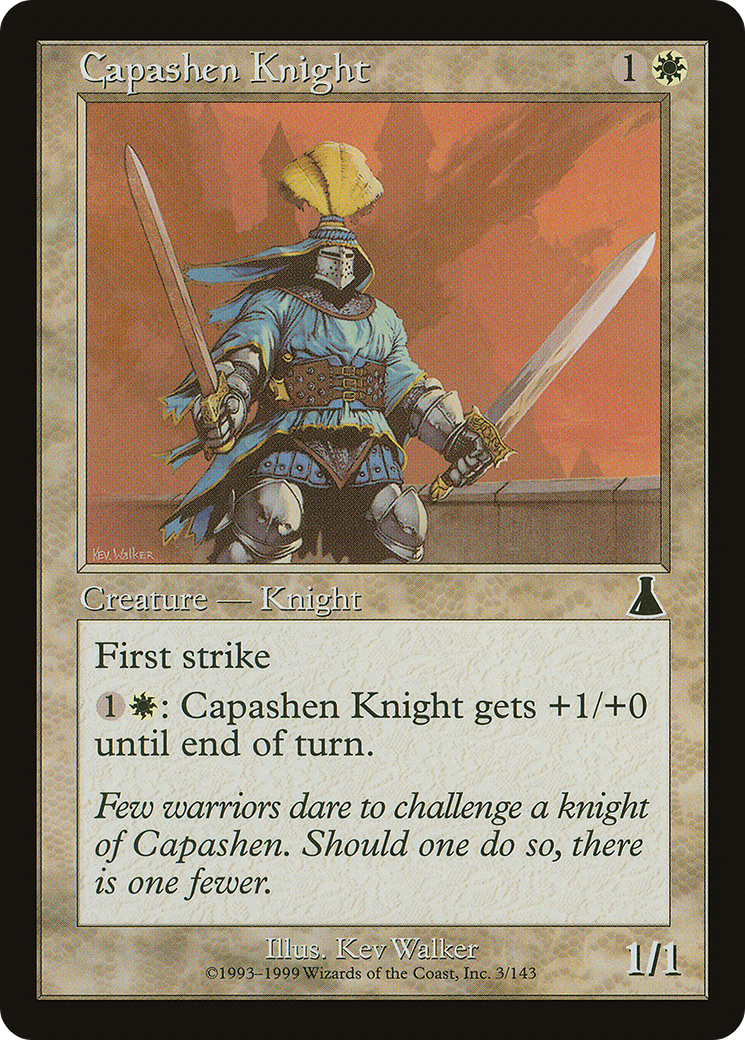 Capashen Knight 1
KEV. WALKER
Creature — Knight
First strike
1: Capashen Knight gets +1/+0
until end of turn.
Few warriors dare to challenge a knight
of Capashen. Should one do so, there
is one fewer.
Illus. Kev Walker
©1993–1999 Wizards of the Coast, Inc. 3/143
1/1